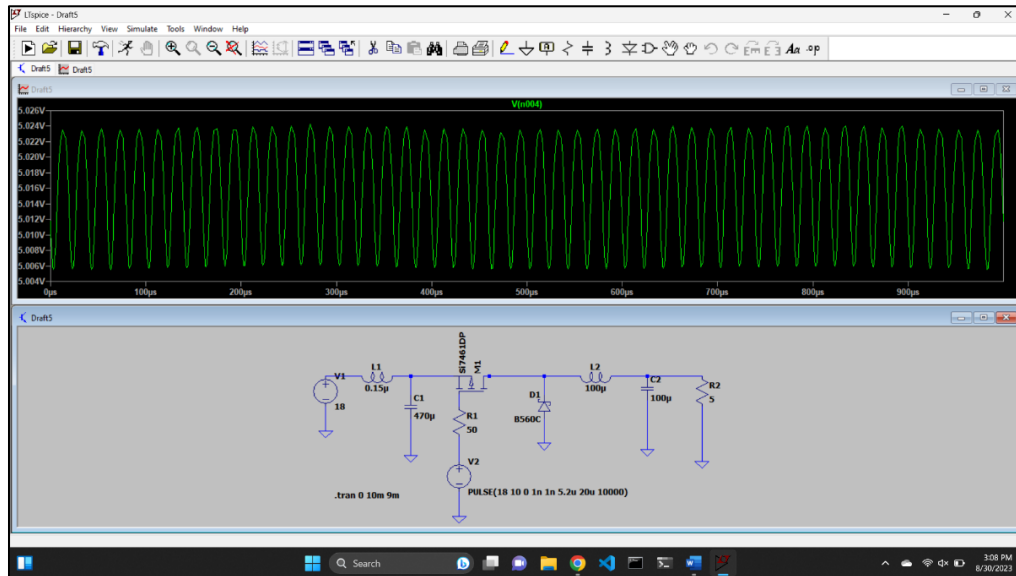 LTspice - Draft5
File Edit Hierarchy View Simulate Tools Window Help
Aa .op
Draft5 Draft5
Draft5
V(n004)
5.026V
5.024V
5.022V
5.020V
5.018V
5.016V
5.014V
5.012V
5.010V
5.008V
5.006V
5.004V
0µs 100µs 200µs 300µs 400µs 500µs 600µs 700µs 800µs 900µs
Draft5
Si7461DP
M1
L1
0.15µ
V1
18
C1
470µ
R1
50
D1
B560C
L2
100µ
C2
100µ
R2
5
V2
PULSE(18 10 0 1n 1n 5.2u 20u 10000)
.tran 0 10m 9m
Search
3:08 PM
8/30/2023